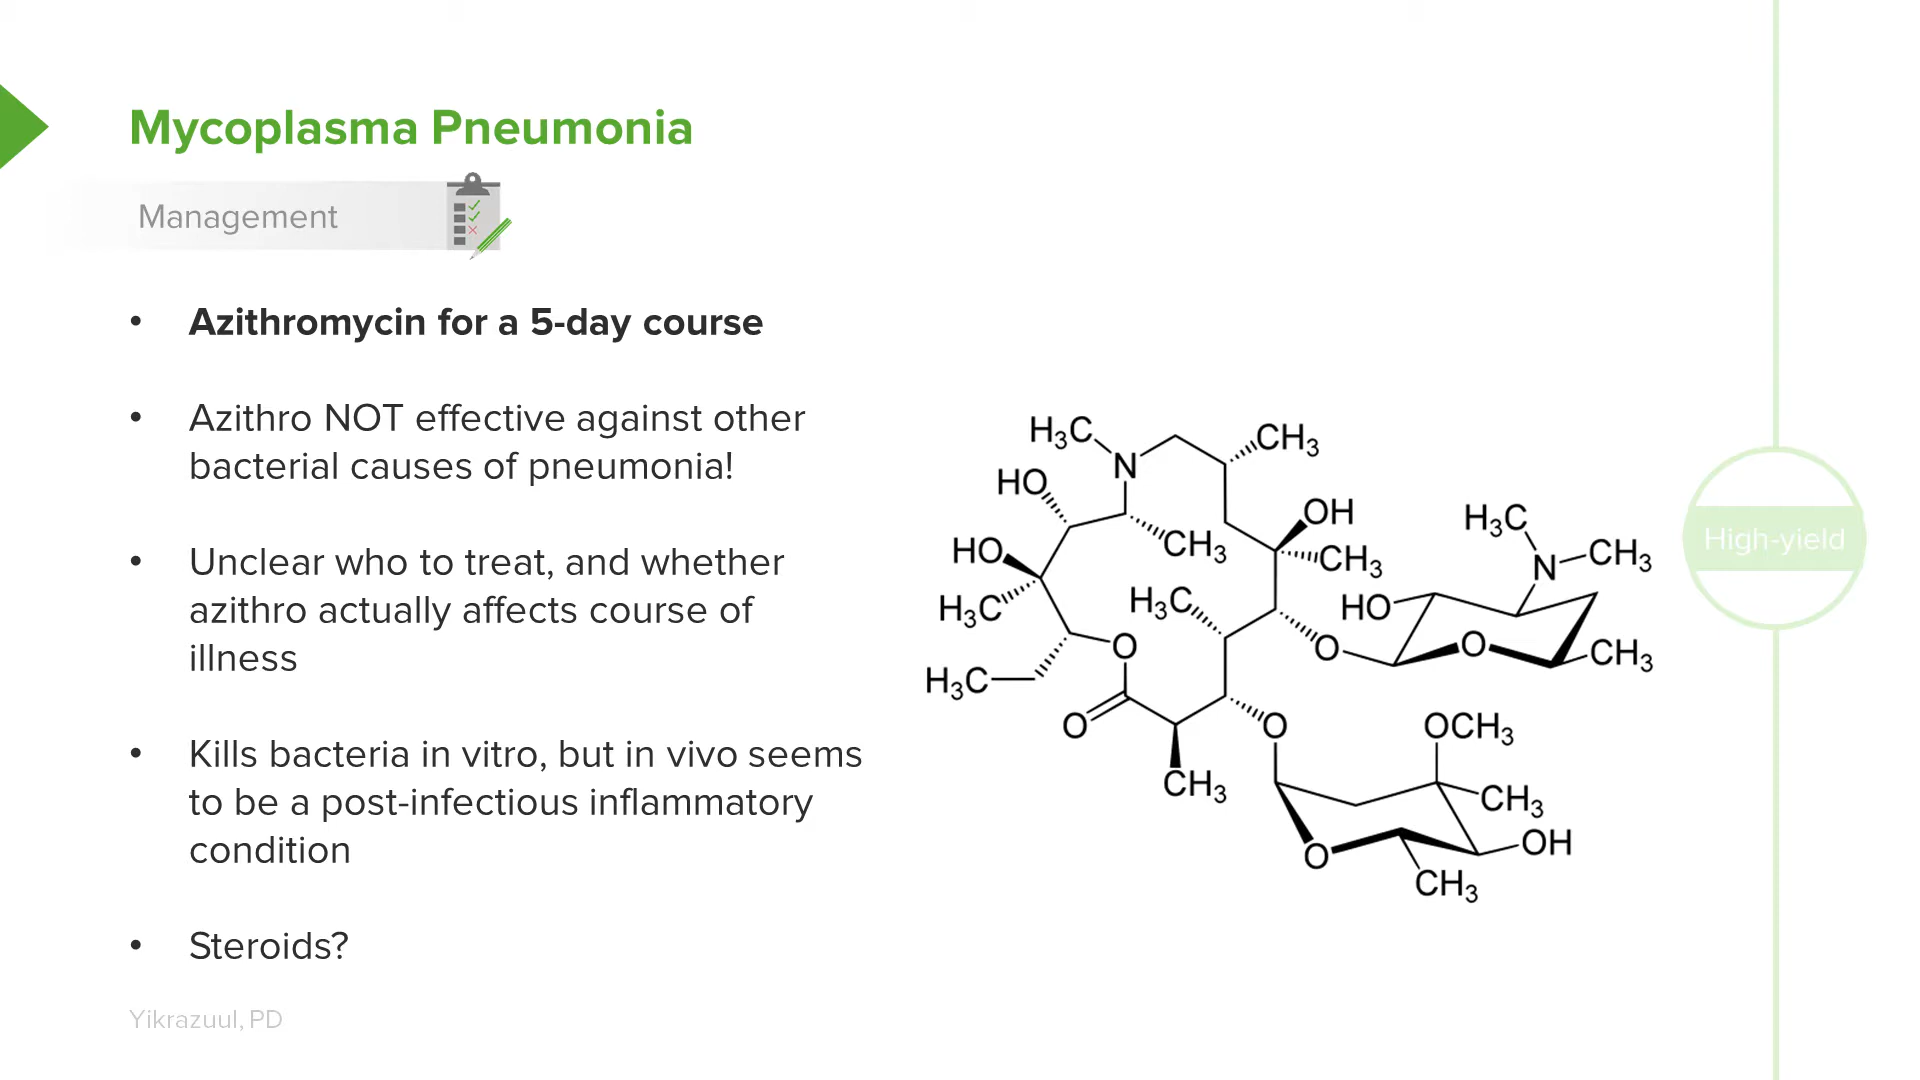 Mycoplasma Pneumonia
Management
• Azithromycin for a 5-day course
• Azithro NOT effective against other
bacterial causes of pneumonia!
• Unclear who to treat, and whether
azithro actually affects course of
illness
• Kills bacteria in vitro, but in vivo seems
to be a post-infectious inflammatory
condition
• Steroids?
Yikrazuul, PD
H₃C
N
CH₃
HO
CH₃
OH
CH₃
HO
H₃C
H₃C
O
H₃C
O
CH₃
H₃C
N
CH₃
HO
O
O
CH₃
O
OCH₃
CH₃
OH
O
CH₃
High-yield